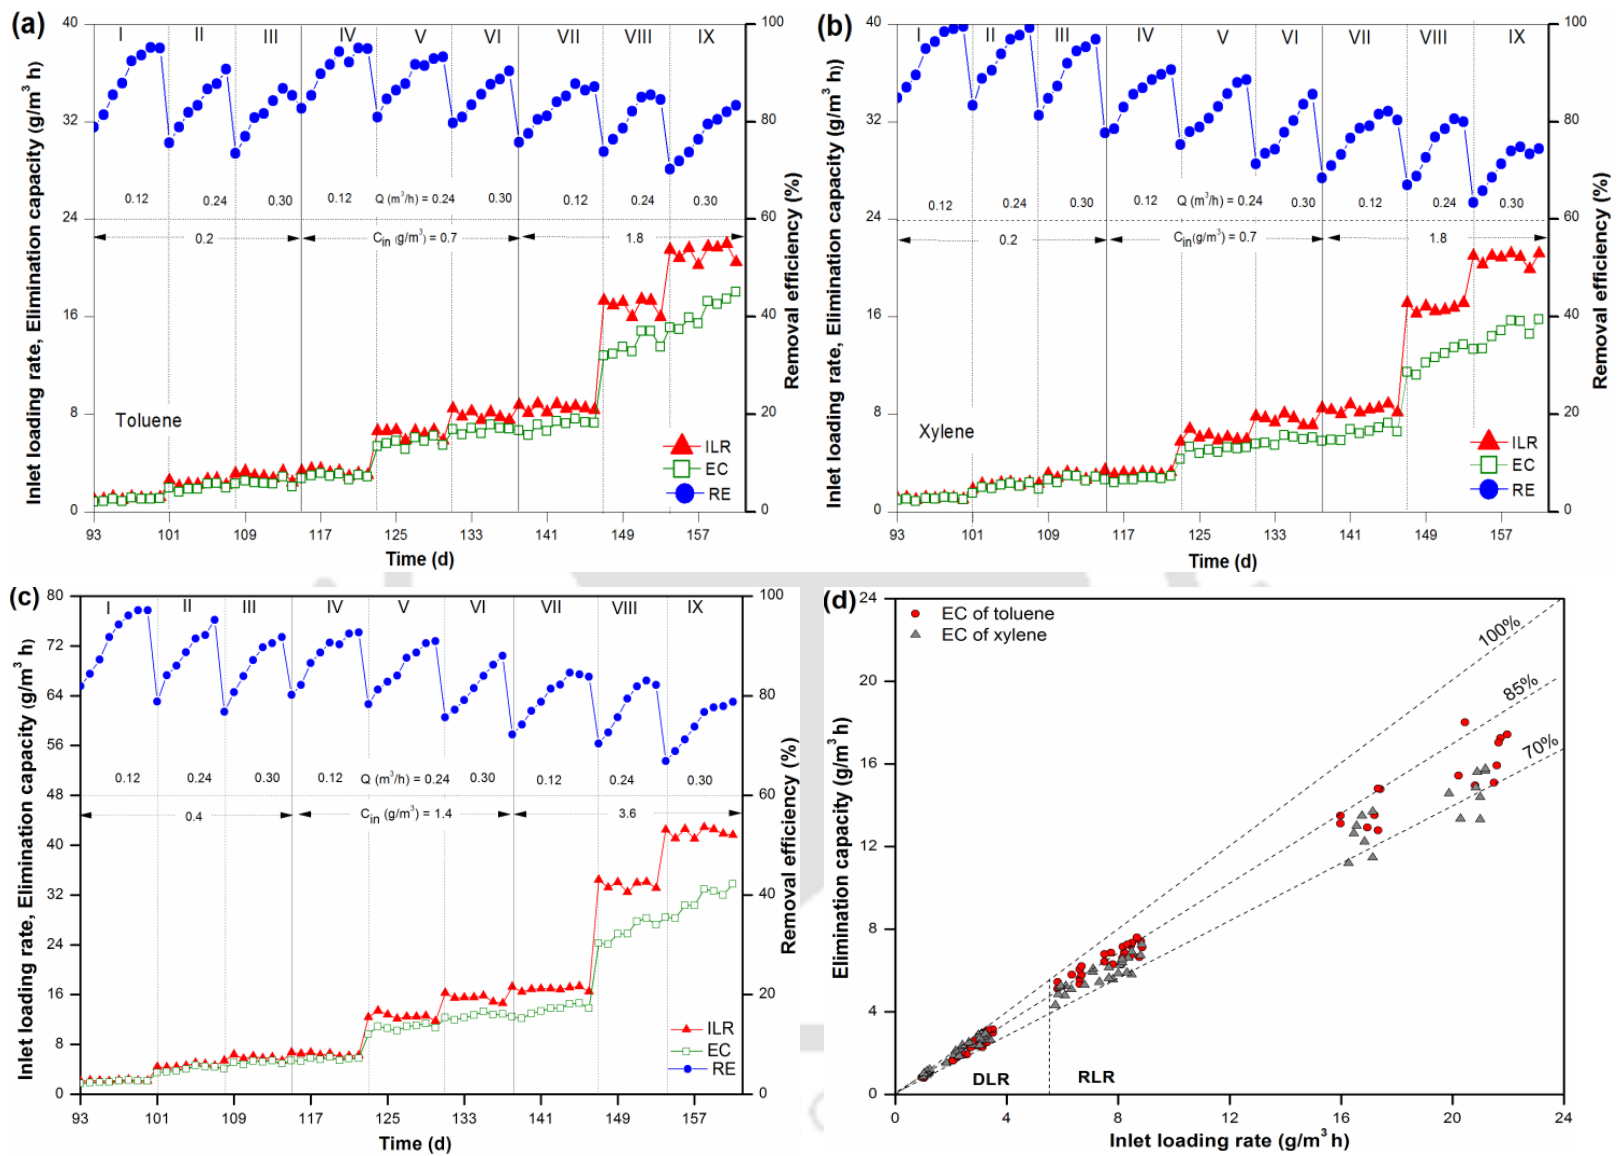 (a)
I II III IV V VI VII VIII IX
40 32 24 16 8 0
100 80 60 40 20 0
Inlet loading rate, Elimination capacity (g/m³ h)
Removal efficiency (%)
0.12 0.24 0.30 0.12 Q (m³/h) = 0.24 0.30 0.12 0.24 0.30
0.2 C_in (g/m³) = 0.7 1.8
Toluene
ILR
EC
RE
93 101 109 117 125 133 141 149 157
Time (d)
(b)
I II III IV V VI VII VIII IX
40 32 24 16 8 0
100 80 60 40 20 0
Inlet loading rate, Elimination capacity (g/m³ h))
Removal efficiency (%)
0.12 0.24 0.30 0.12 Q (m³/h) = 0.24 0.30 0.12 0.24 0.30
0.2 C_in(g/m³) = 0.7 1.8
Xylene
ILR
EC
RE
93 101 109 117 125 133 141 149 157
Time (d)
(c)
I II III IV V VI VII VIII IX
80 72 64 56 48 40 32 24 16 8 0
100 80 60 40 20 0
Inlet loading rate, Elimination capacity (g/m³ h)
Removal efficiency (%)
0.12 0.24 0.30 0.12 Q (m³/h) = 0.24 0.30 0.12 0.24 0.30
0.4 C_in (g/m³) = 1.4 3.6
ILR
EC
RE
93 101 109 117 125 133 141 149 157
Time (d)
(d)
EC of toluene
EC of xylene
100%
85%
70%
24 20 16 12 8 4 0
Elimination capacity (g/m³ h)
DLR RLR
0 4 8 12 16 20 24
Inlet loading rate (g/m³ h)